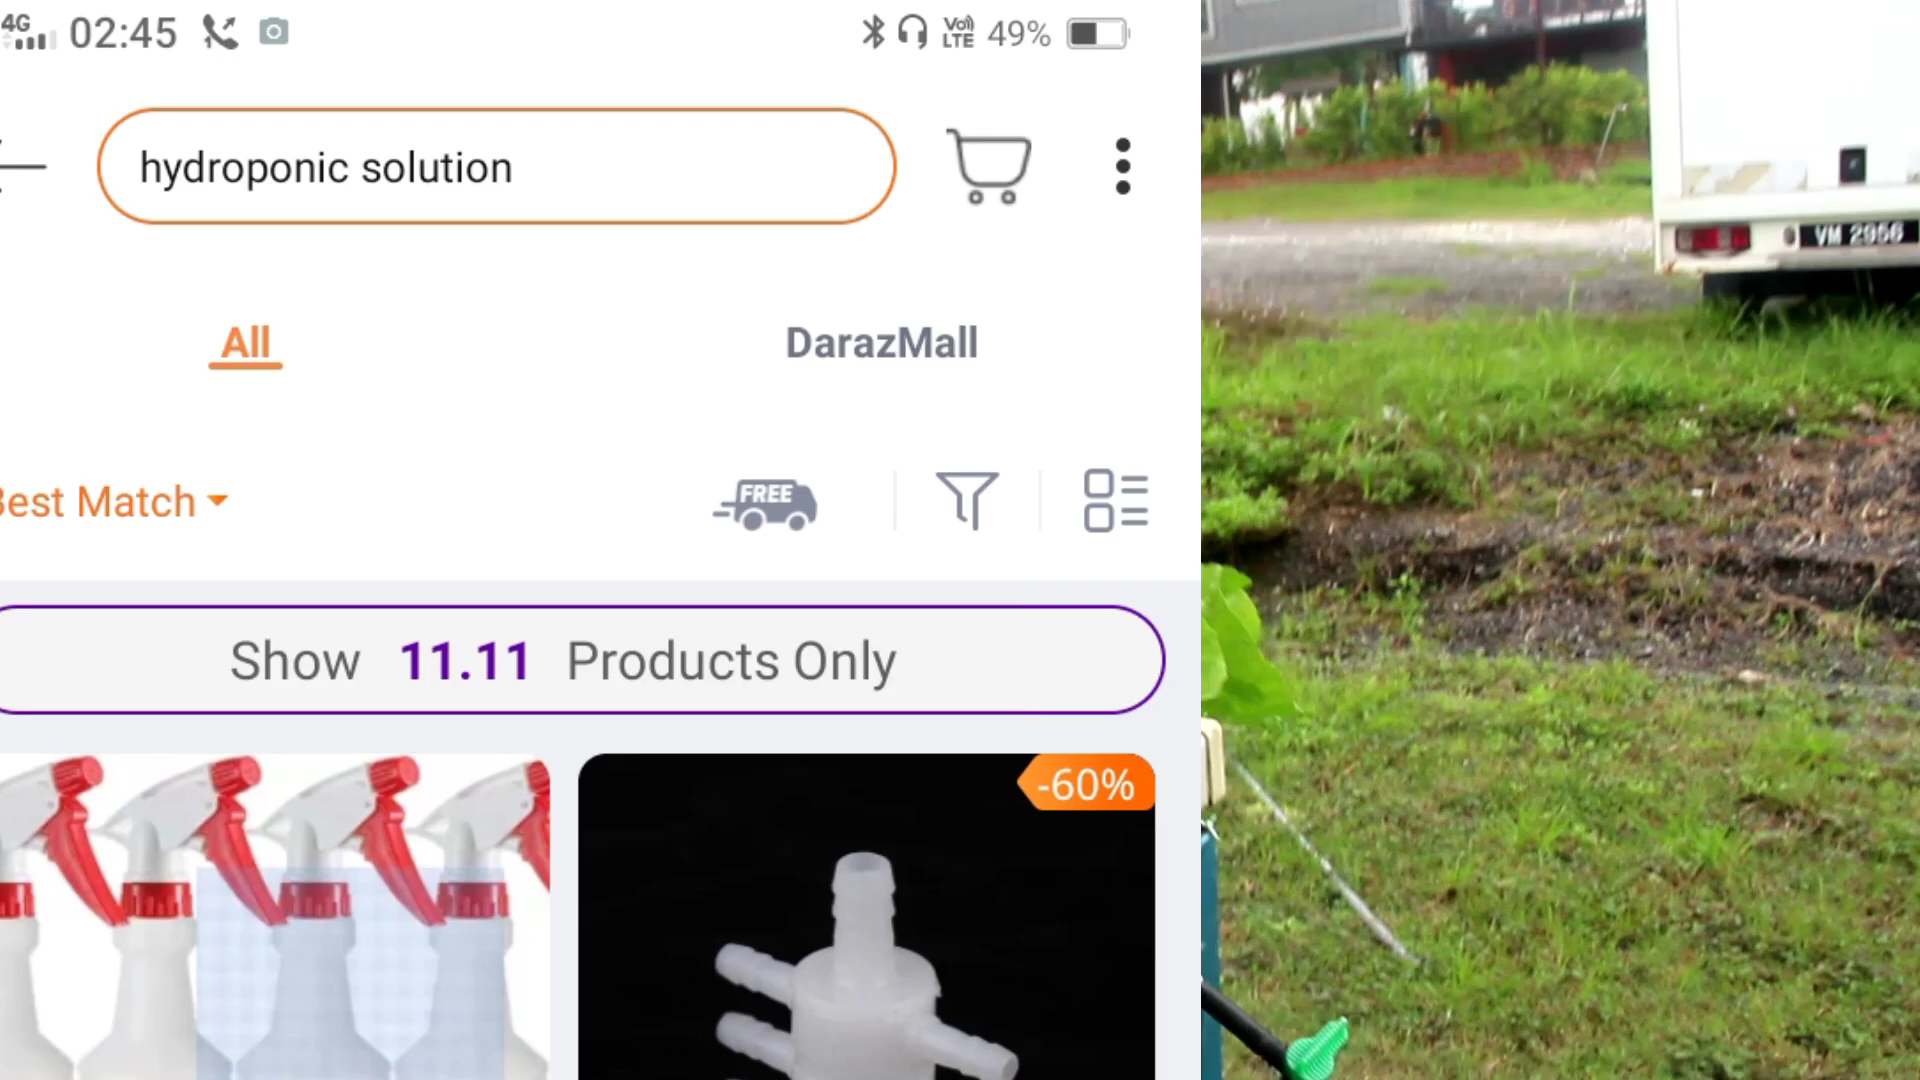 4G 02:45 Vo) LTE 49%
hydroponic solution
All DarazMall
Best Match FREE
Show 11.11 Products Only
-60%
VM 2956